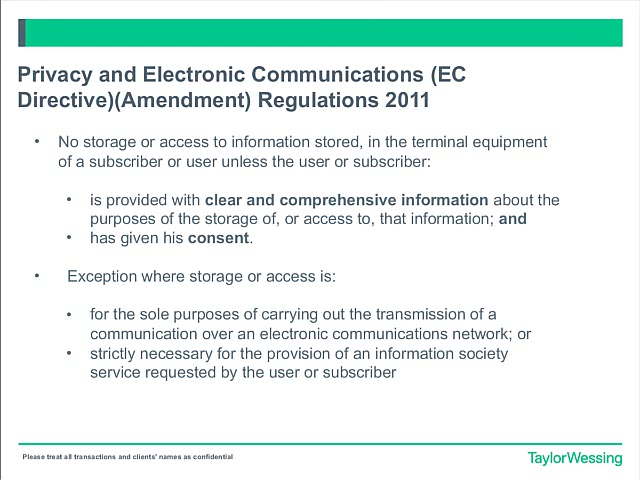 Privacy and Electronic Communications (EC
Directive)(Amendment) Regulations 2011
• No storage or access to information stored, in the terminal equipment
of a subscriber or user unless the user or subscriber:
• is provided with clear and comprehensive information about the
purposes of the storage of, or access to, that information; and
• has given his consent.
• Exception where storage or access is:
• for the sole purposes of carrying out the transmission of a
communication over an electronic communications network; or
• strictly necessary for the provision of an information society
service requested by the user or subscriber
Please treat all transactions and clients' names as confidential
TaylorWessing